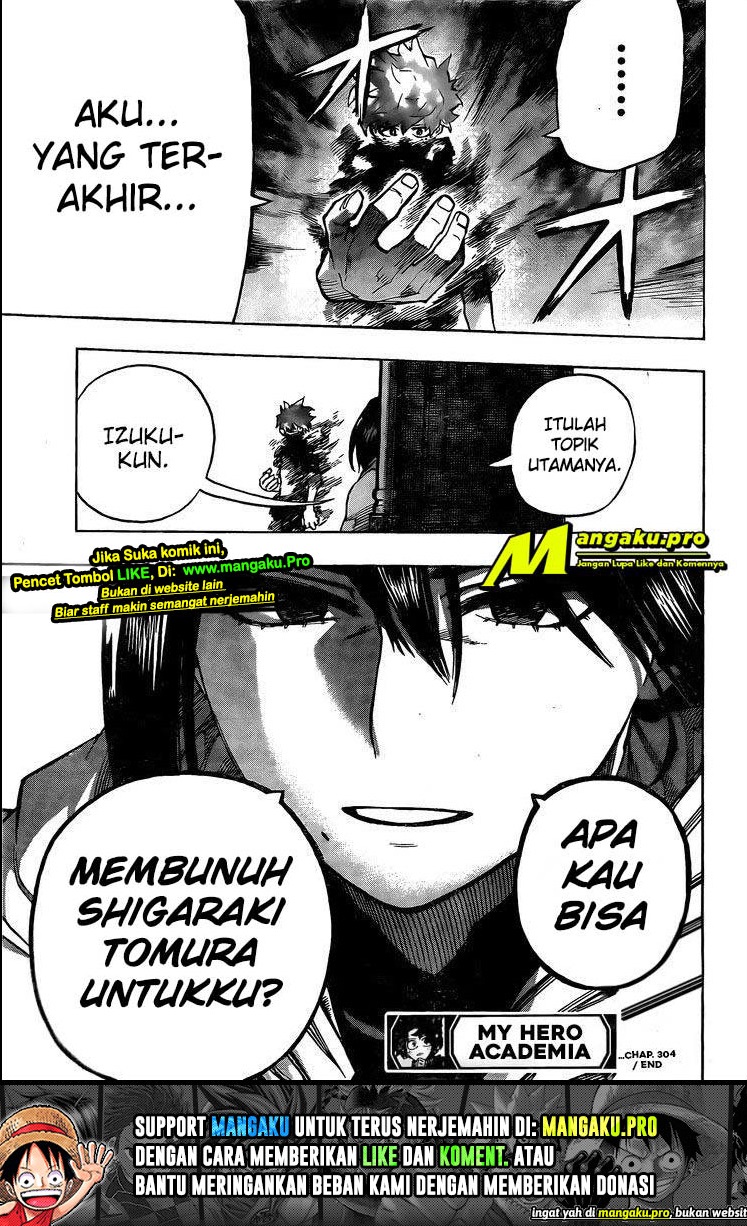 ......
AKU...
YANG TER-
AKHIR...
ITULAH
TOPIK
UTAMANYA.
IZUKU-
KUN.
Jika Suka komik ini,
Pencet Tombol LIKE, Di: www.mangaku.Pro
Bukan di website lain
Biar staff makin semangat nerjemahin
Mangaku.pro
Jangan Lupa Like dan Komennya
APA
KAU
BISA
MEMBUNUH
SHIGARAKI
TOMURA
UNTUKKU?
MY HERO
ACADEMIA
...CHAP. 304
/ END
SUPPORT MANGAKU UNTUK TERUS NERJEMAHIN DI: MANGAKU.PRO
DENGAN CARA MEMBERIKAN LIKE DAN KOMENT. ATAU
BANTU MERINGANKAN BEBAN KAMI DENGAN MEMBERIKAN DONASI
ingat yah di mangaku.pro, bukan websit